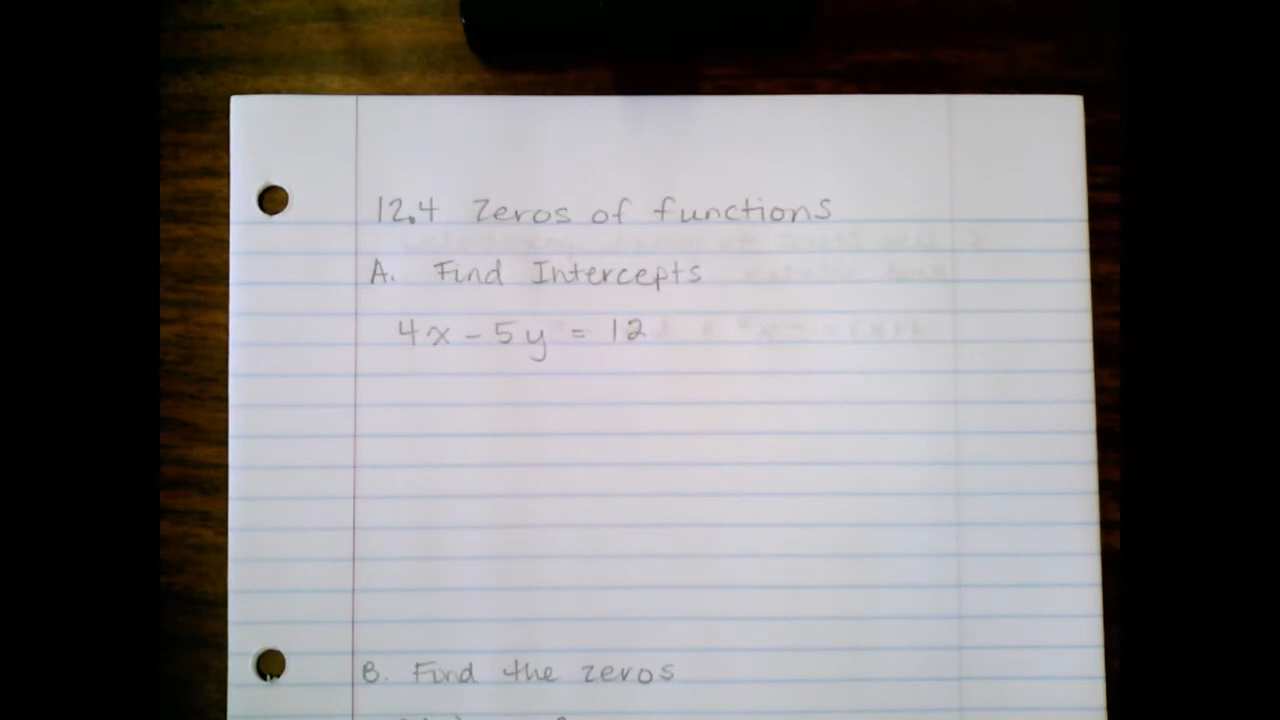 12.4 Zeros of functions
A. Find Intercepts
4x - 5y = 12
B. Find the zeros